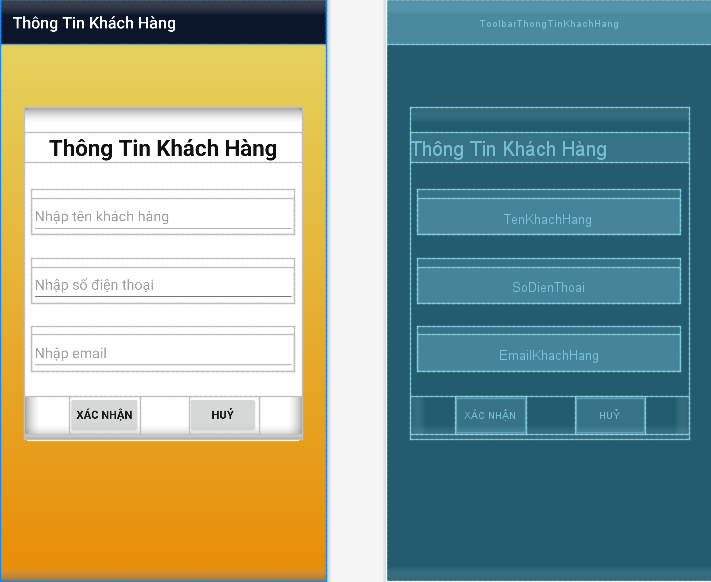 Thông Tin Khách Hàng
Thông Tin Khách Hàng
Nhập tên khách hàng
Nhập số điện thoại
Nhập email
XÁC NHẬN
HUỶ
ToolbarThongTinKhachHang
Thông Tin Khách Hàng
TenKhachHang
SoDienThoai
EmailKhachHang
XÁC NHẬN
HUỶ